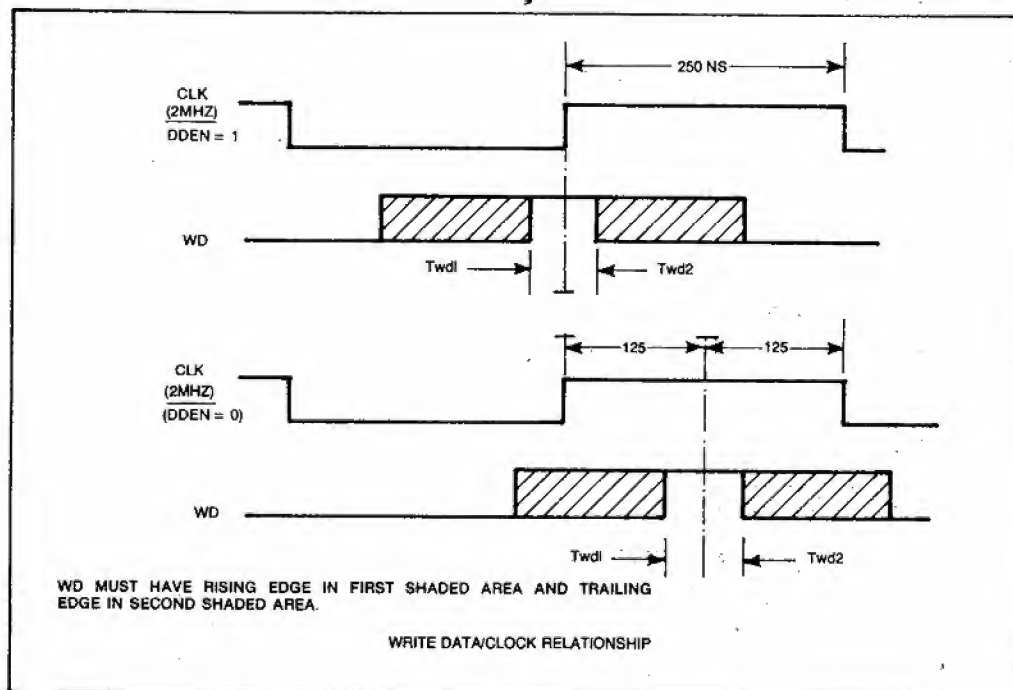 250 NS
CLK
(2MHZ)
DDEN = 1
WD
Twdl
Twd2
125
125
CLK
(2MHZ)
(DDEN = 0)
WD
Twdl
Twd2
WD MUST HAVE RISING EDGE IN FIRST SHADED AREA AND TRAILING
EDGE IN SECOND SHADED AREA.
WRITE DATA/CLOCK RELATIONSHIP